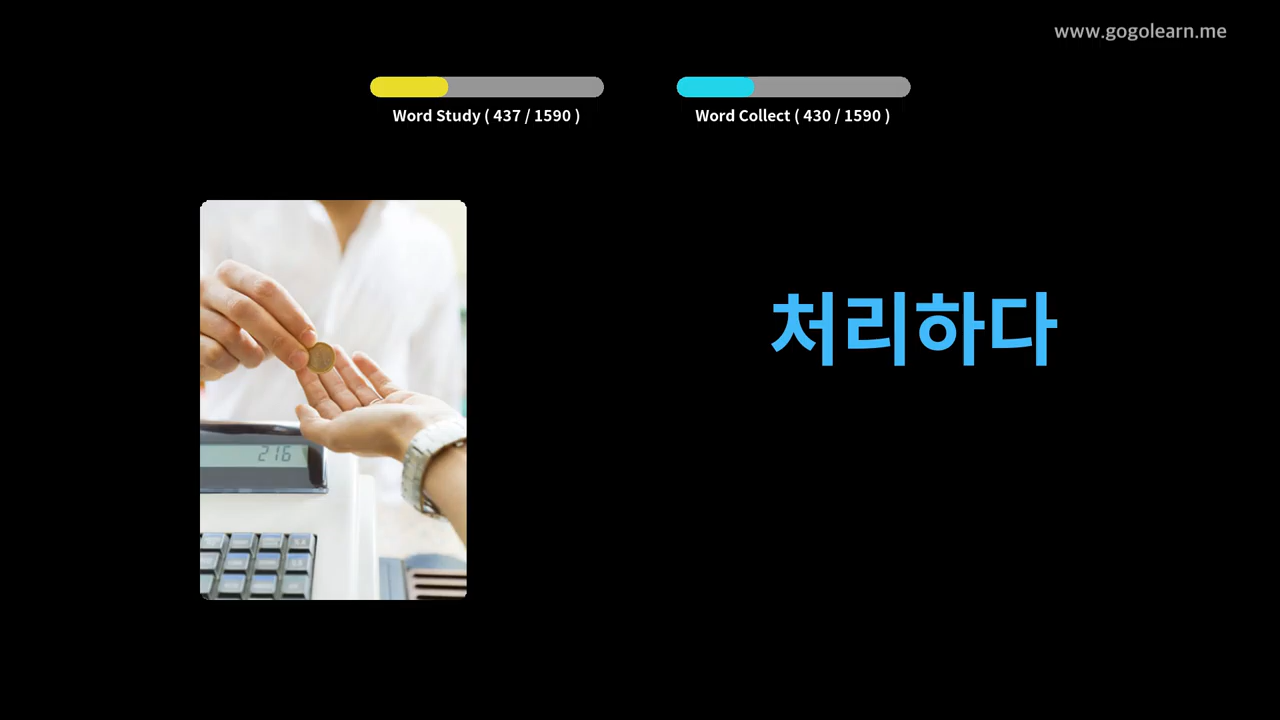 www.gogolearn.me
Word Study ( 437 / 1590 )
Word Collect ( 430 / 1590 )
처리하다
216